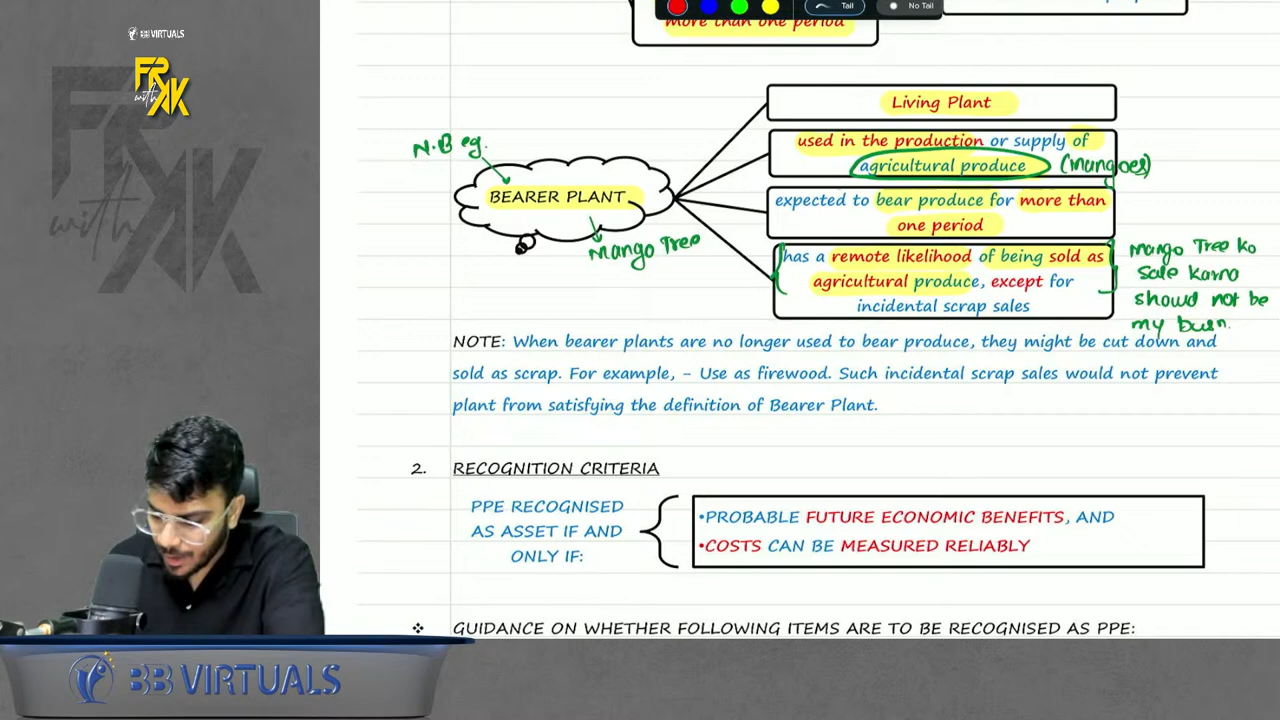 Tail
No Tail
more than one period
BB VIRTUALS
FR
with AK
FR
with
AK
Living Plant
used in the production or supply of
agricultural produce
(Mangoes)
N.B eg.
BEARER PLANT
Mango Tree
expected to bear produce for more than
one period
has a remote likelihood of being sold as
agricultural produce, except for
incidental scrap sales
Mango Tree ko
Sale karna
should not be
my busn.
NOTE: When bearer plants are no longer used to bear produce, they might be cut down and
sold as scrap. For example, - Use as firewood. Such incidental scrap sales would not prevent
plant from satisfying the definition of Bearer Plant.
2. RECOGNITION CRITERIA
PPE RECOGNISED
AS ASSET IF AND
ONLY IF:
•PROBABLE FUTURE ECONOMIC BENEFITS, AND
•COSTS CAN BE MEASURED RELIABLY
❖ GUIDANCE ON WHETHER FOLLOWING ITEMS ARE TO BE RECOGNISED AS PPE:
BB VIRTUALS